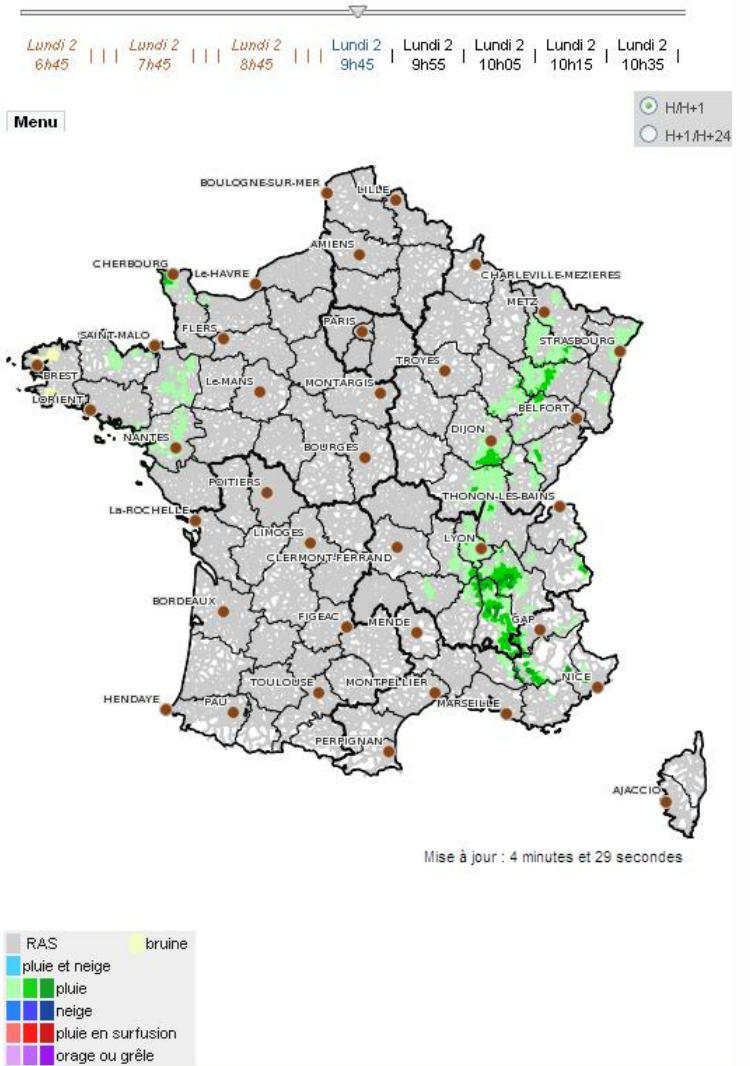 Lundi 2 Lundi 2 Lundi 2 Lundi 2 Lundi 2 Lundi 2 Lundi 2 Lundi 2
6h45 7h45 8h45 9h45 9h55 10h05 10h15 10h35
H/H+1
Menu
H+1/H+24
BOULOGNE-SUR-MER
LILLE
AMIENS
CHERBOURG
Le-HAVRE
CHARLEVILLE-MEZIERES
METZ
PARIS
FLERS
SAINT-MALO
STRASBOURG
TROYES
BREST
Le-MANS
MONTARGIS
LORIENT
BELFORT
DIJON
NANTES
BOURGES
POITIERS
THONON-LES-BAINS
La-ROCHELLE
LIMOGES
LYON
CLERMONT-FERRAND
BORDEAUX
FIGEAC
MENDE
GAP
TOULOUSE
MONTPELLIER
NICE
HENDAYE
PAU
MARSEILLE
PERPIGNAN
AJACCIO
Mise à jour : 4 minutes et 29 secondes
RAS bruine
pluie et neige
pluie
neige
pluie en surfusion
orage ou grêle